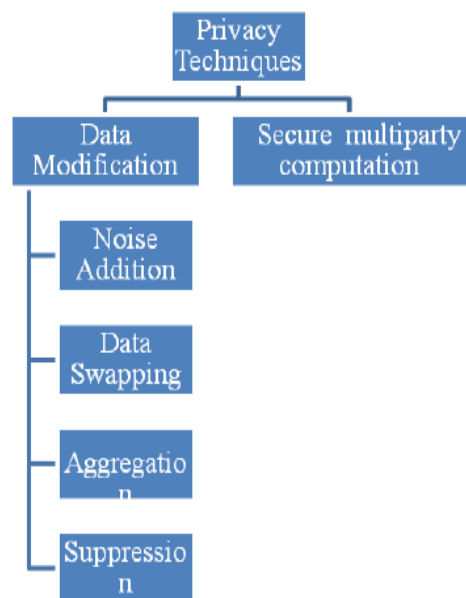 Privacy
Techniques
Data
Modification
Secure multiparty
computation
Noise
Addition
Data
Swapping
Aggregatio
n
Suppressio
n